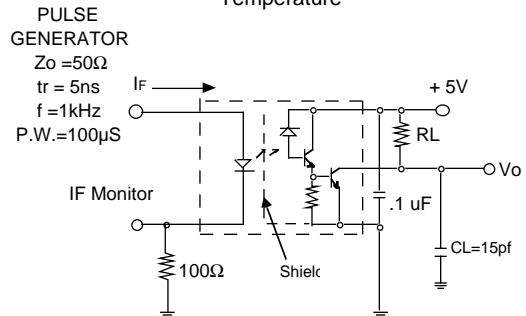 Temperature
PULSE
GENERATOR
Zo =50Ω
tr = 5ns
f =1kHz
P.W.=100µS
IF
+ 5V
RL
Vo
IF Monitor
.1 uF
CL=15pf
100Ω
Shield